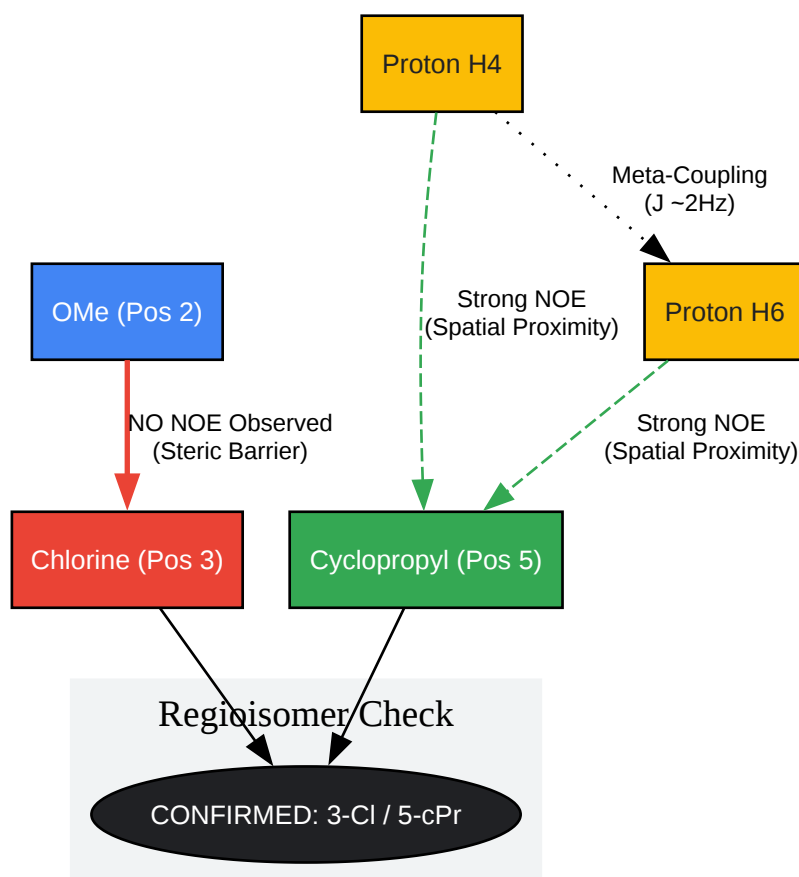 Proton H4
Meta-Coupling
(J ~2Hz)
OMe (Pos 2)
Proton H6
Strong NOE
(Spatial Proximity)
NO NOE Observed
(Steric Barrier)
Strong NOE
(Spatial Proximity)
Chlorine (Pos 3)
Cyclopropyl (Pos 5)
Regioisomer Check
CONFIRMED: 3-Cl / 5-cPr